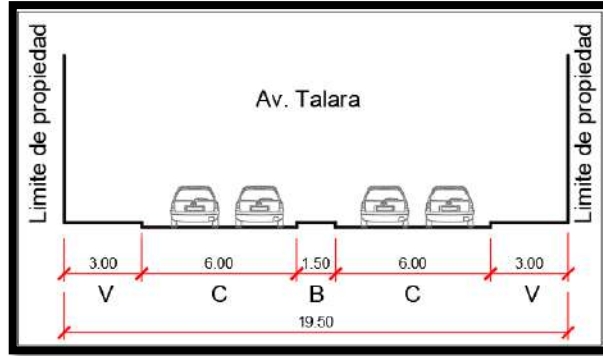 Limite de propiedad
Av. Talara
Limite de propiedad
3.00 6.00 1.50 6.00 3.00
V C B C V
19.50